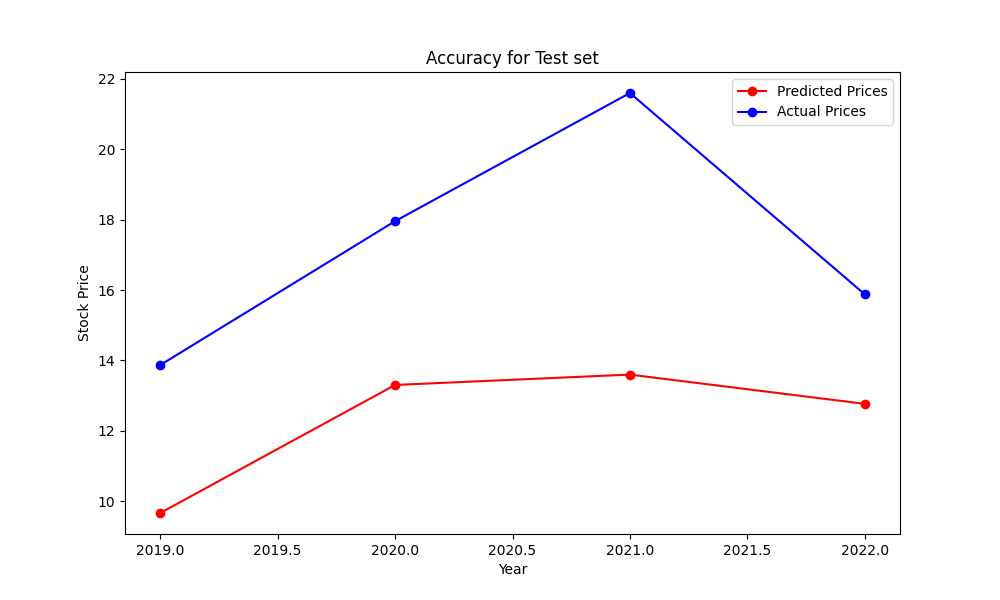 Accuracy for Test set
Predicted Prices
Actual Prices
22
20
18
16
14
12
10
Stock Price
2019.0 2019.5 2020.0 2020.5 2021.0 2021.5 2022.0
Year